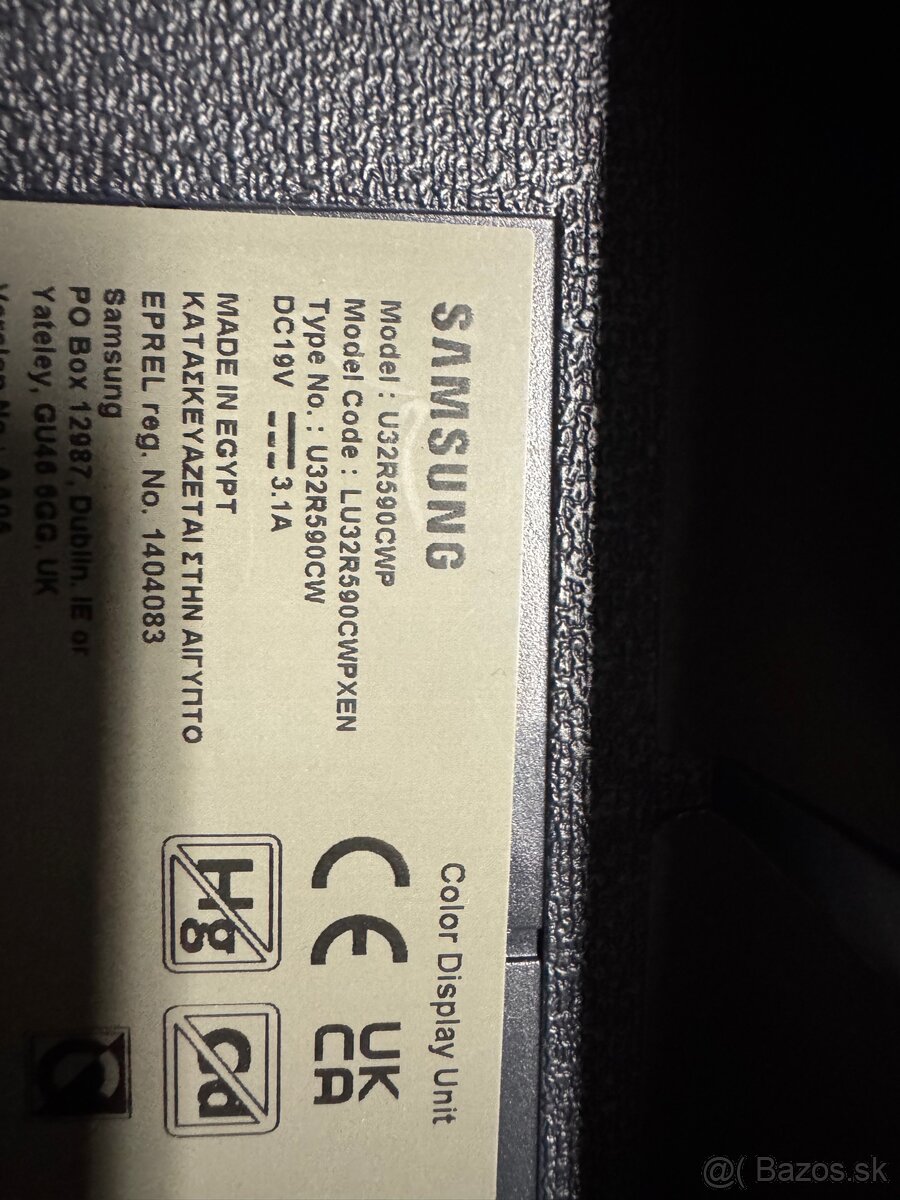 SAMSUNG
Color Display Unit
Model : U32R590CWP
Model Code : LU32R590CWPXEN
Type No. : U32R590CW
DC19V 3.1A
CE
UK
CA
MADE IN EGYPT
ΚΑΤΑΣΚΕΥΑΖΕΤΑΙ ΣΤΗΝ ΑΙΓΥΠΤΟ
EPREL reg. No. 1404083
Hg
Cd
Samsung
PO Box 12987, Dublin. IE or
Yateley, GU46 6GG. UK
@( Bazos.sk